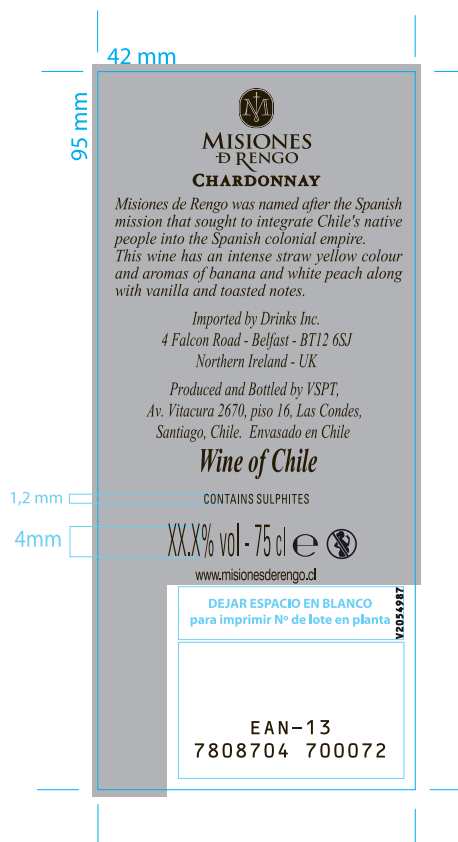 42 mm
95 mm
M
MISIONES
D RENGO
CHARDONNAY
Misiones de Rengo was named after the Spanish
mission that sought to integrate Chile's native
people into the Spanish colonial empire.
This wine has an intense straw yellow colour
and aromas of banana and white peach along
with vanilla and toasted notes.
Imported by Drinks Inc.
4 Falcon Road - Belfast - BT12 6SJ
Northern Ireland - UK
Produced and Bottled by VSPT,
Av. Vitacura 2670, piso 16, Las Condes,
Santiago, Chile. Envasado en Chile
Wine of Chile
1,2 mm
CONTAINS SULPHITES
4mm
XX.X% vol - 75 cl e
www.misionesderengo.cl
DEJAR ESPACIO EN BLANCO
para imprimir Nº de lote en planta
V2054987
EAN-13
7808704 700072